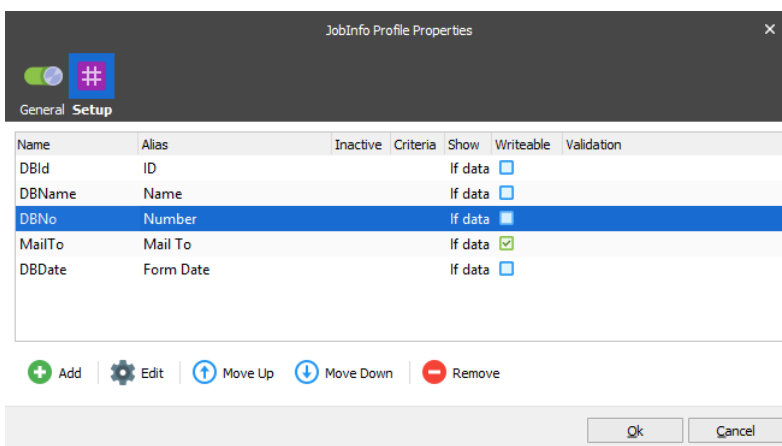 JobInfo Profile Properties
General Setup
Name Alias Inactive Criteria Show Writeable Validation
DBId ID If data
DBName Name If data
DBNo Number If data
MailTo Mail To If data
DBDate Form Date If data
Add Edit Move Up Move Down Remove
Ok Cancel